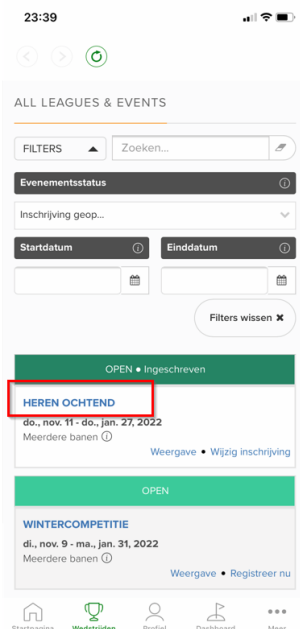 23:39
ALL LEAGUES & EVENTS
FILTERS
Zoeken...
Evenementsstatus
Inschrijving geop...
Startdatum
Einddatum
Filters wissen ✖
OPEN ● Ingeschreven
HEREN OCHTEND
do., nov. 11 - do., jan. 27, 2022
Meerdere banen
Weergave ● Wijzig inschrijving
OPEN
WINTERCOMPETITIE
di., nov. 9 - ma., jan. 31, 2022
Meerdere banen
Weergave ● Registreer nu
Startpagina Wedstrijden Profiel Dashboard Meer